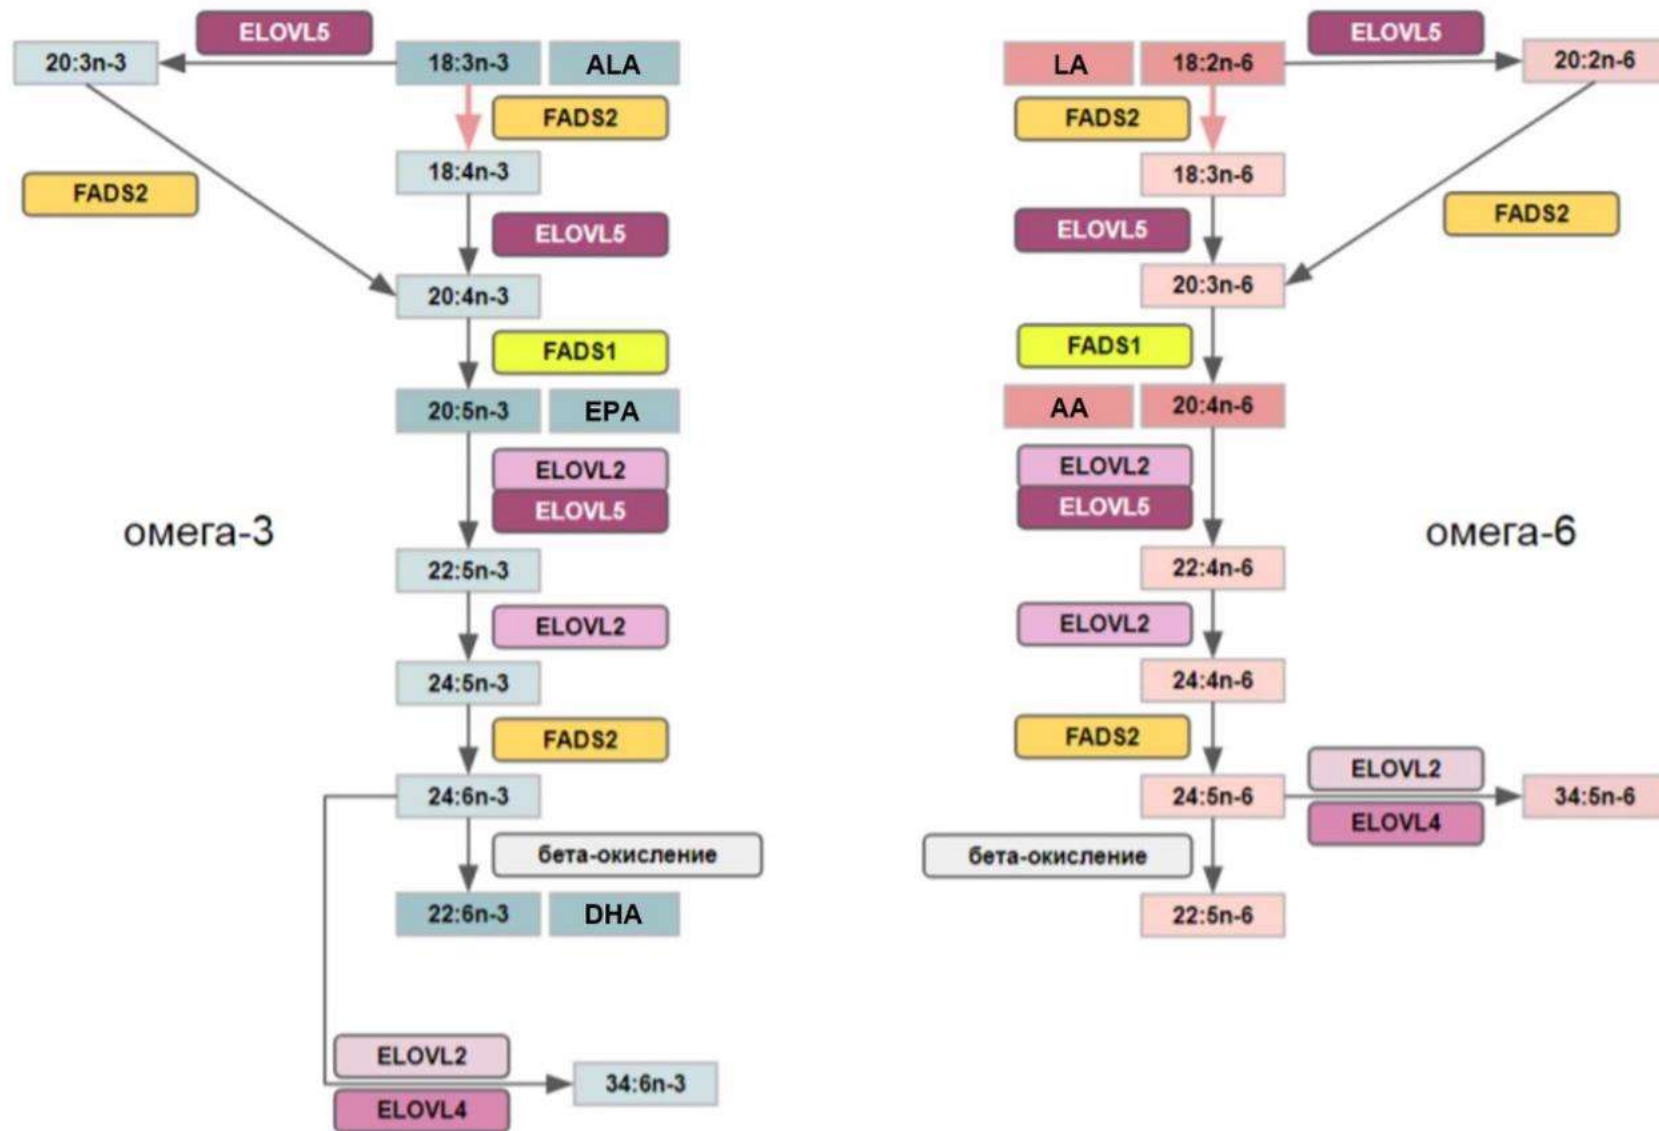 ELOVL5
20:3n-3
18:3n-3
ALA
FADS2
18:4n-3
FADS2
ELOVL5
20:4n-3
FADS1
20:5n-3
EPA
ELOVL2
ELOVL5
омега-3
22:5n-3
ELOVL2
24:5n-3
FADS2
24:6n-3
бета-окисление
22:6n-3
DHA
ELOVL2
34:6n-3
ELOVL4
ELOVL5
LA
18:2n-6
20:2n-6
FADS2
18:3n-6
FADS2
ELOVL5
20:3n-6
FADS1
AA
20:4n-6
ELOVL2
ELOVL5
омега-6
22:4n-6
ELOVL2
24:4n-6
FADS2
ELOVL2
24:5n-6
34:5n-6
ELOVL4
бета-окисление
22:5n-6